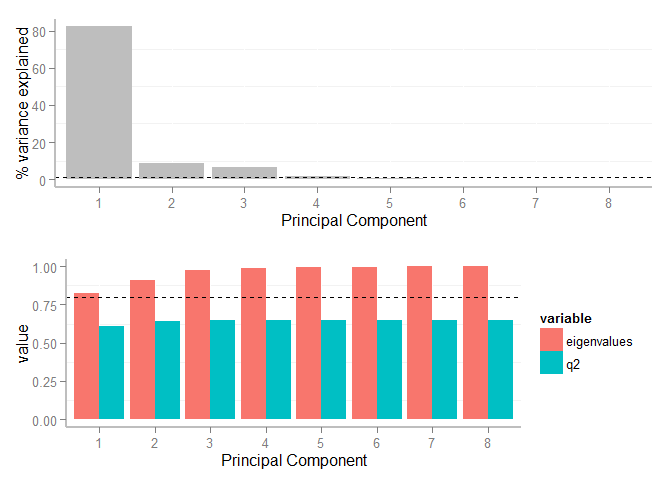 % variance explained
80
60
40
20
0
1 2 3 4 5 6 7 8
Principal Component
value
1.00
0.75
0.50
0.25
0.00
1 2 3 4 5 6 7 8
Principal Component
variable
eigenvalues
q2